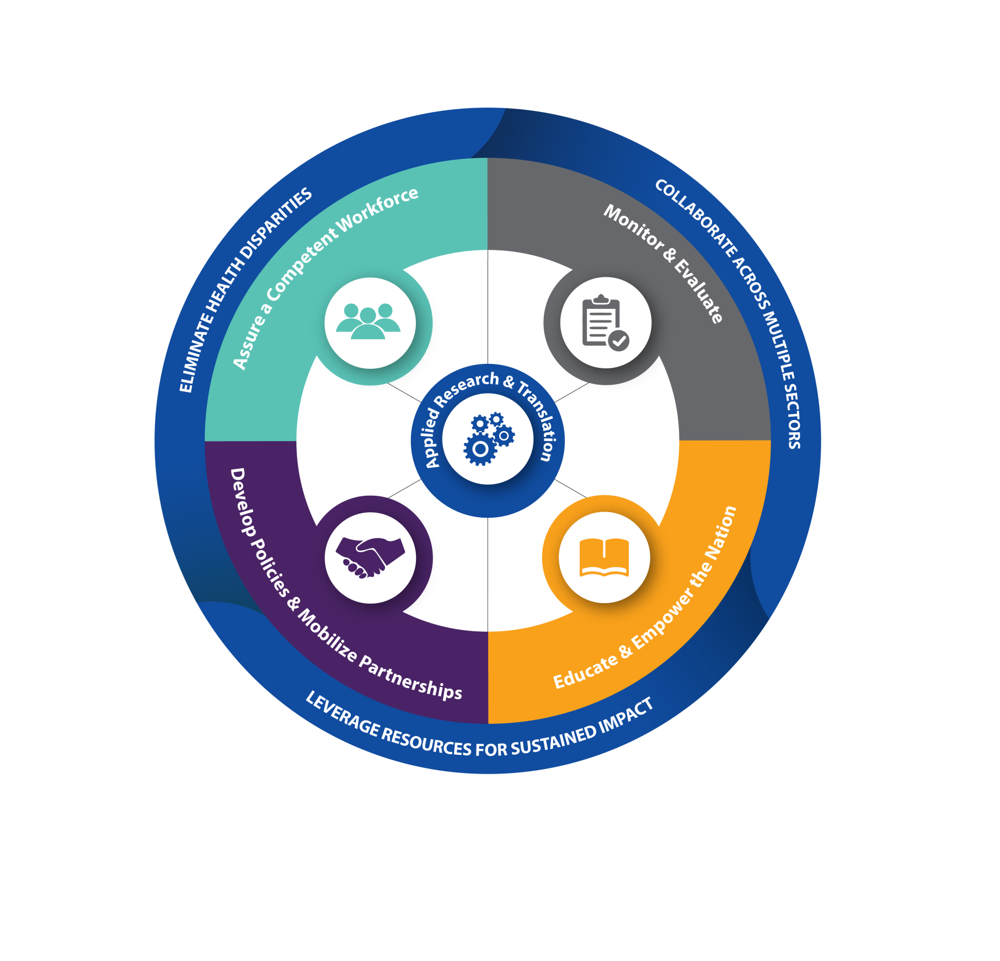 ELIMINATE HEALTH DISPARITIES
COLLABORATE ACROSS MULTIPLE SECTORS
LEVERAGE RESOURCES FOR SUSTAINED IMPACT
Assure a Competent Workforce
Monitor & Evaluate
Educate & Empower the Nation
Develop Policies & Mobilize Partnerships
Applied Research & Translation